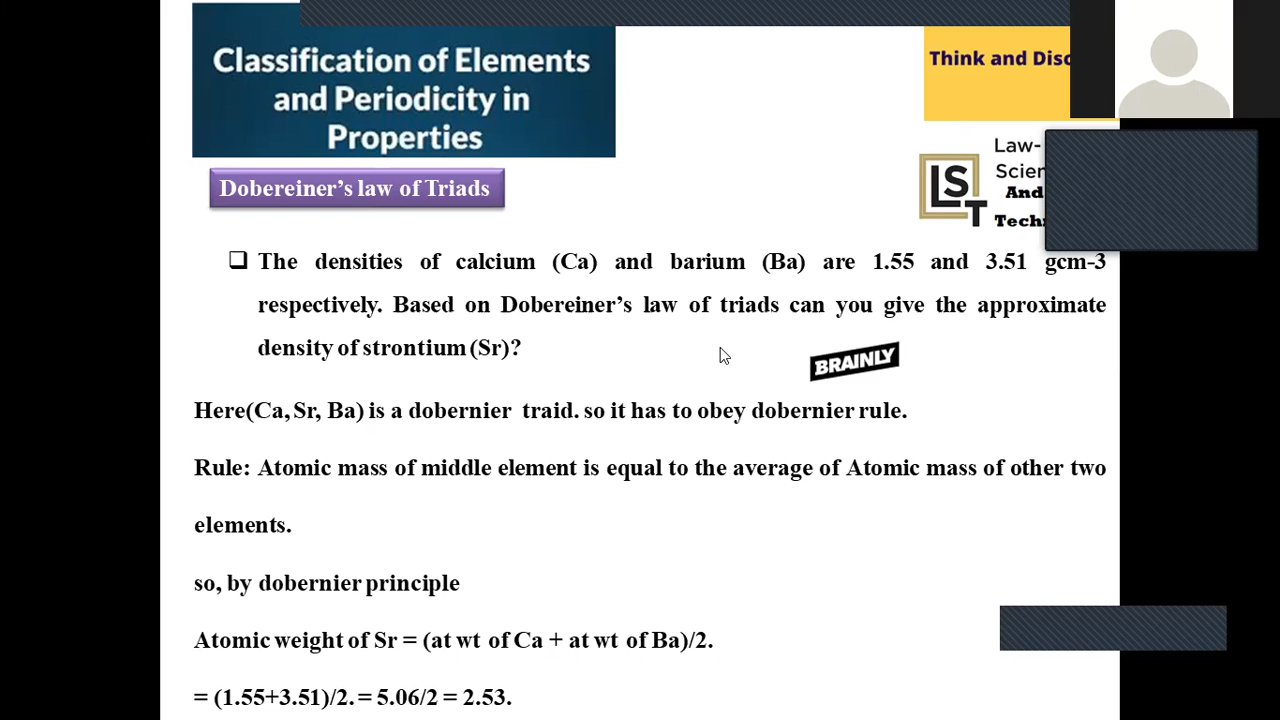 Classification of Elements
and Periodicity in
Properties
Think and
Dobereiner's law of Triads
Law-
LST
And
❑ The densities of calcium (Ca) and barium (Ba) are 1.55 and 3.51 gcm-3
respectively. Based on Dobereiner's law of triads can you give the approximate
density of strontium (Sr)?
BRAINLY
Here(Ca, Sr, Ba) is a dobernier traid. so it has to obey dobernier rule.
Rule: Atomic mass of middle element is equal to the average of Atomic mass of other two
elements.
so, by dobernier principle
Atomic weight of Sr = (at wt of Ca + at wt of Ba)/2.
= (1.55+3.51)/2. = 5.06/2 = 2.53.